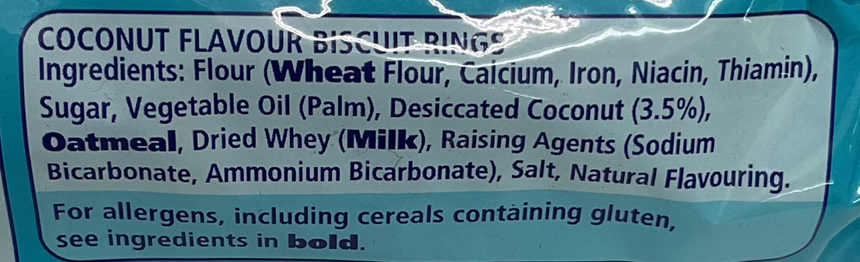 COCONUT FLAVOUR BISCUIT RINGS
Ingredients: Flour (Wheat Flour, Calcium, Iron, Niacin, Thiamin),
Sugar, Vegetable Oil (Palm), Desiccated Coconut (3.5%),
Oatmeal, Dried Whey (Milk), Raising Agents (Sodium
Bicarbonate, Ammonium Bicarbonate), Salt, Natural Flavouring.
For allergens, including cereals containing gluten,
see ingredients in bold.